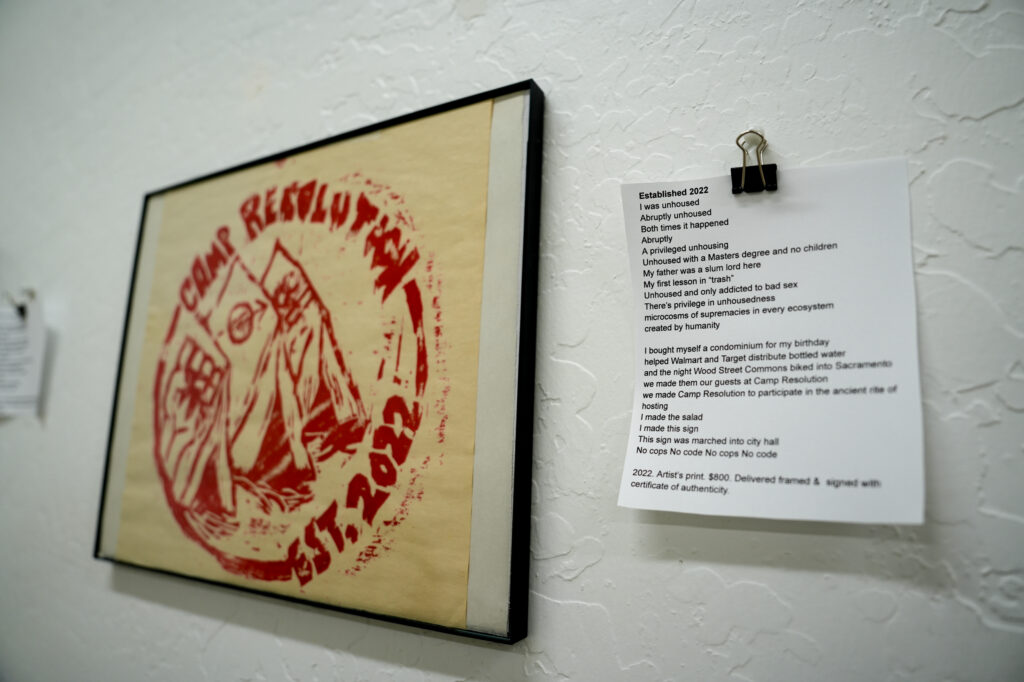 CAMP RESOLUTION
EST. 2022
Established 2022
I was unhoused
Abruptly unhoused
Both times it happened
Abruptly
A privileged unhousing
Unhoused with a Masters degree and no children
My father was a slum lord here
My first lesson in “trash”
Unhoused and only addicted to bad sex
There's privilege in unhousedness
microcosms of supremacies in every ecosystem
created by humanity
I bought myself a condominium for my birthday
helped Walmart and Target distribute bottled water
and the night Wood Street Commons biked into Sacramento
we made them our guests at Camp Resolution
we made Camp Resolution to participate in the ancient rite of
hosting
I made the salad
I made this sign
This sign was marched into city hall
No cops No code No cops No code
2022. Artist's print. $800. Delivered framed & signed with
certificate of authenticity.